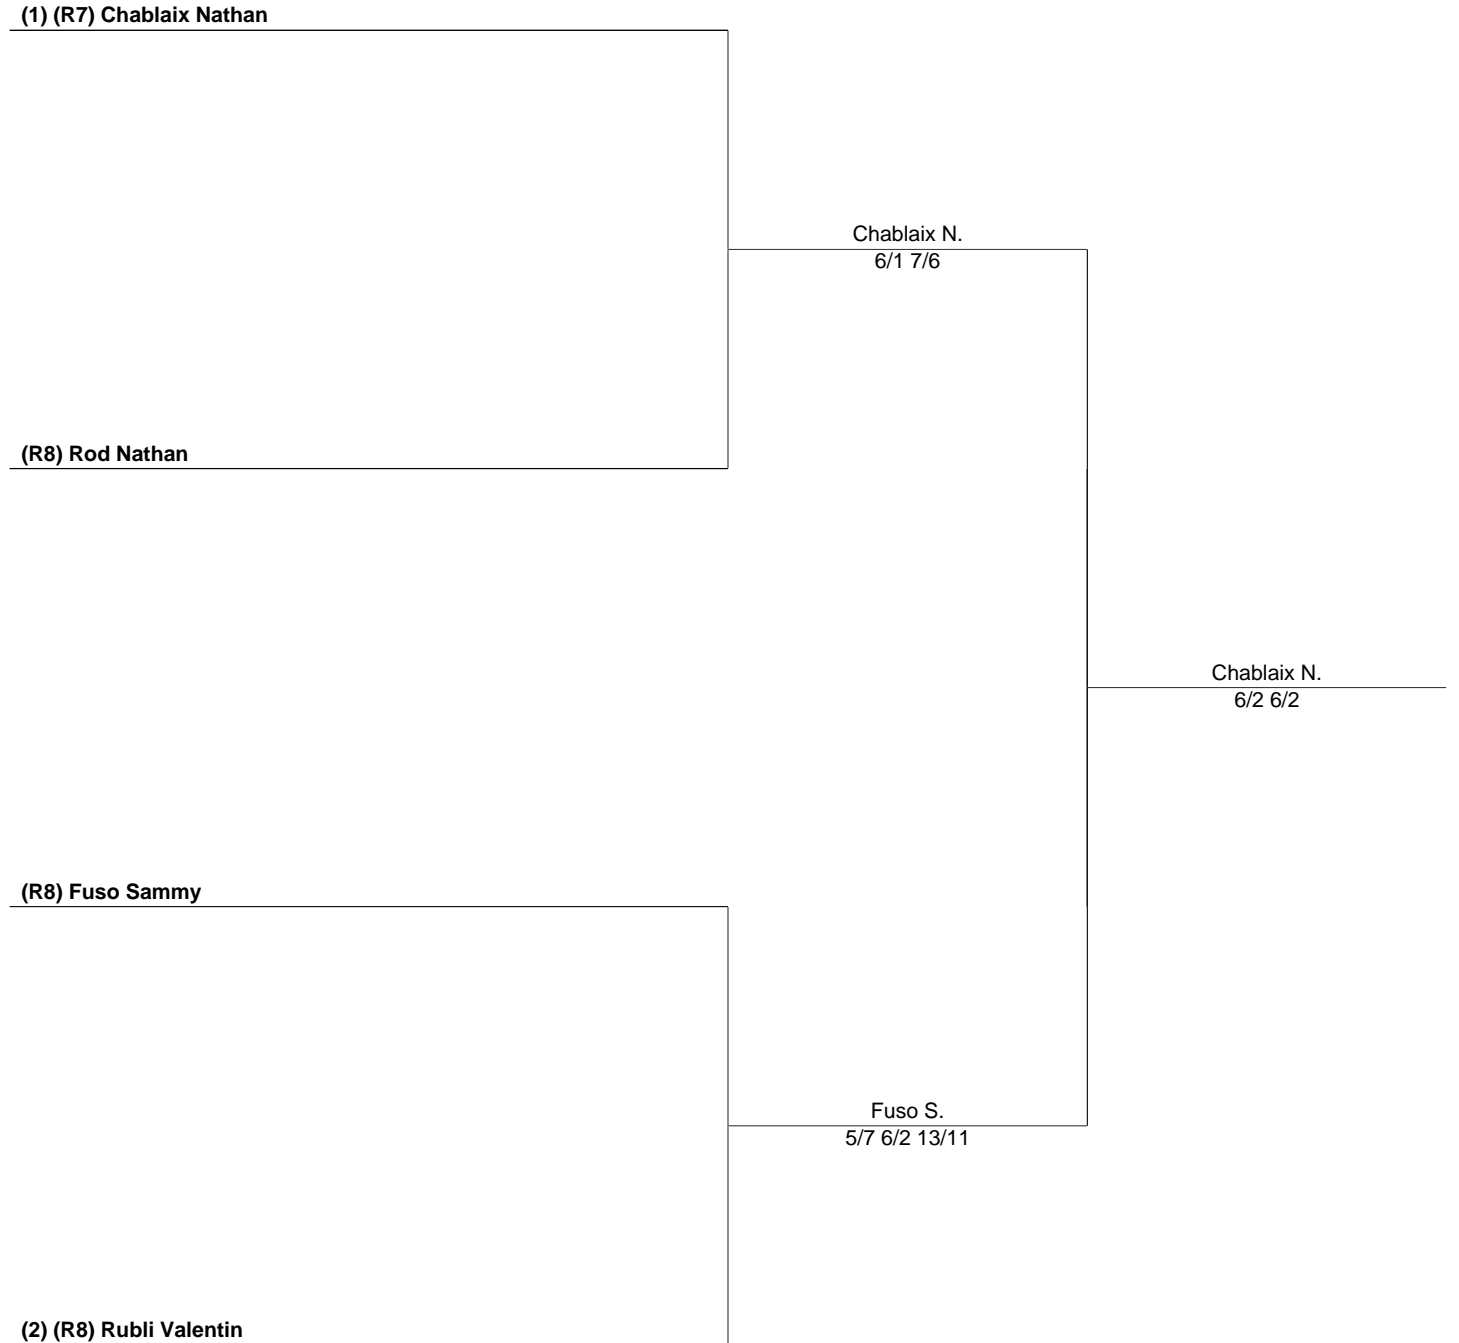 (1) (R7) Chablaix Nathan
Chablaix N.
6/1 7/6
(R8) Rod Nathan
Chablaix N.
6/2 6/2
(R8) Fuso Sammy
Fuso S.
5/7 6/2 13/11
(2) (R8) Rubli Valentin